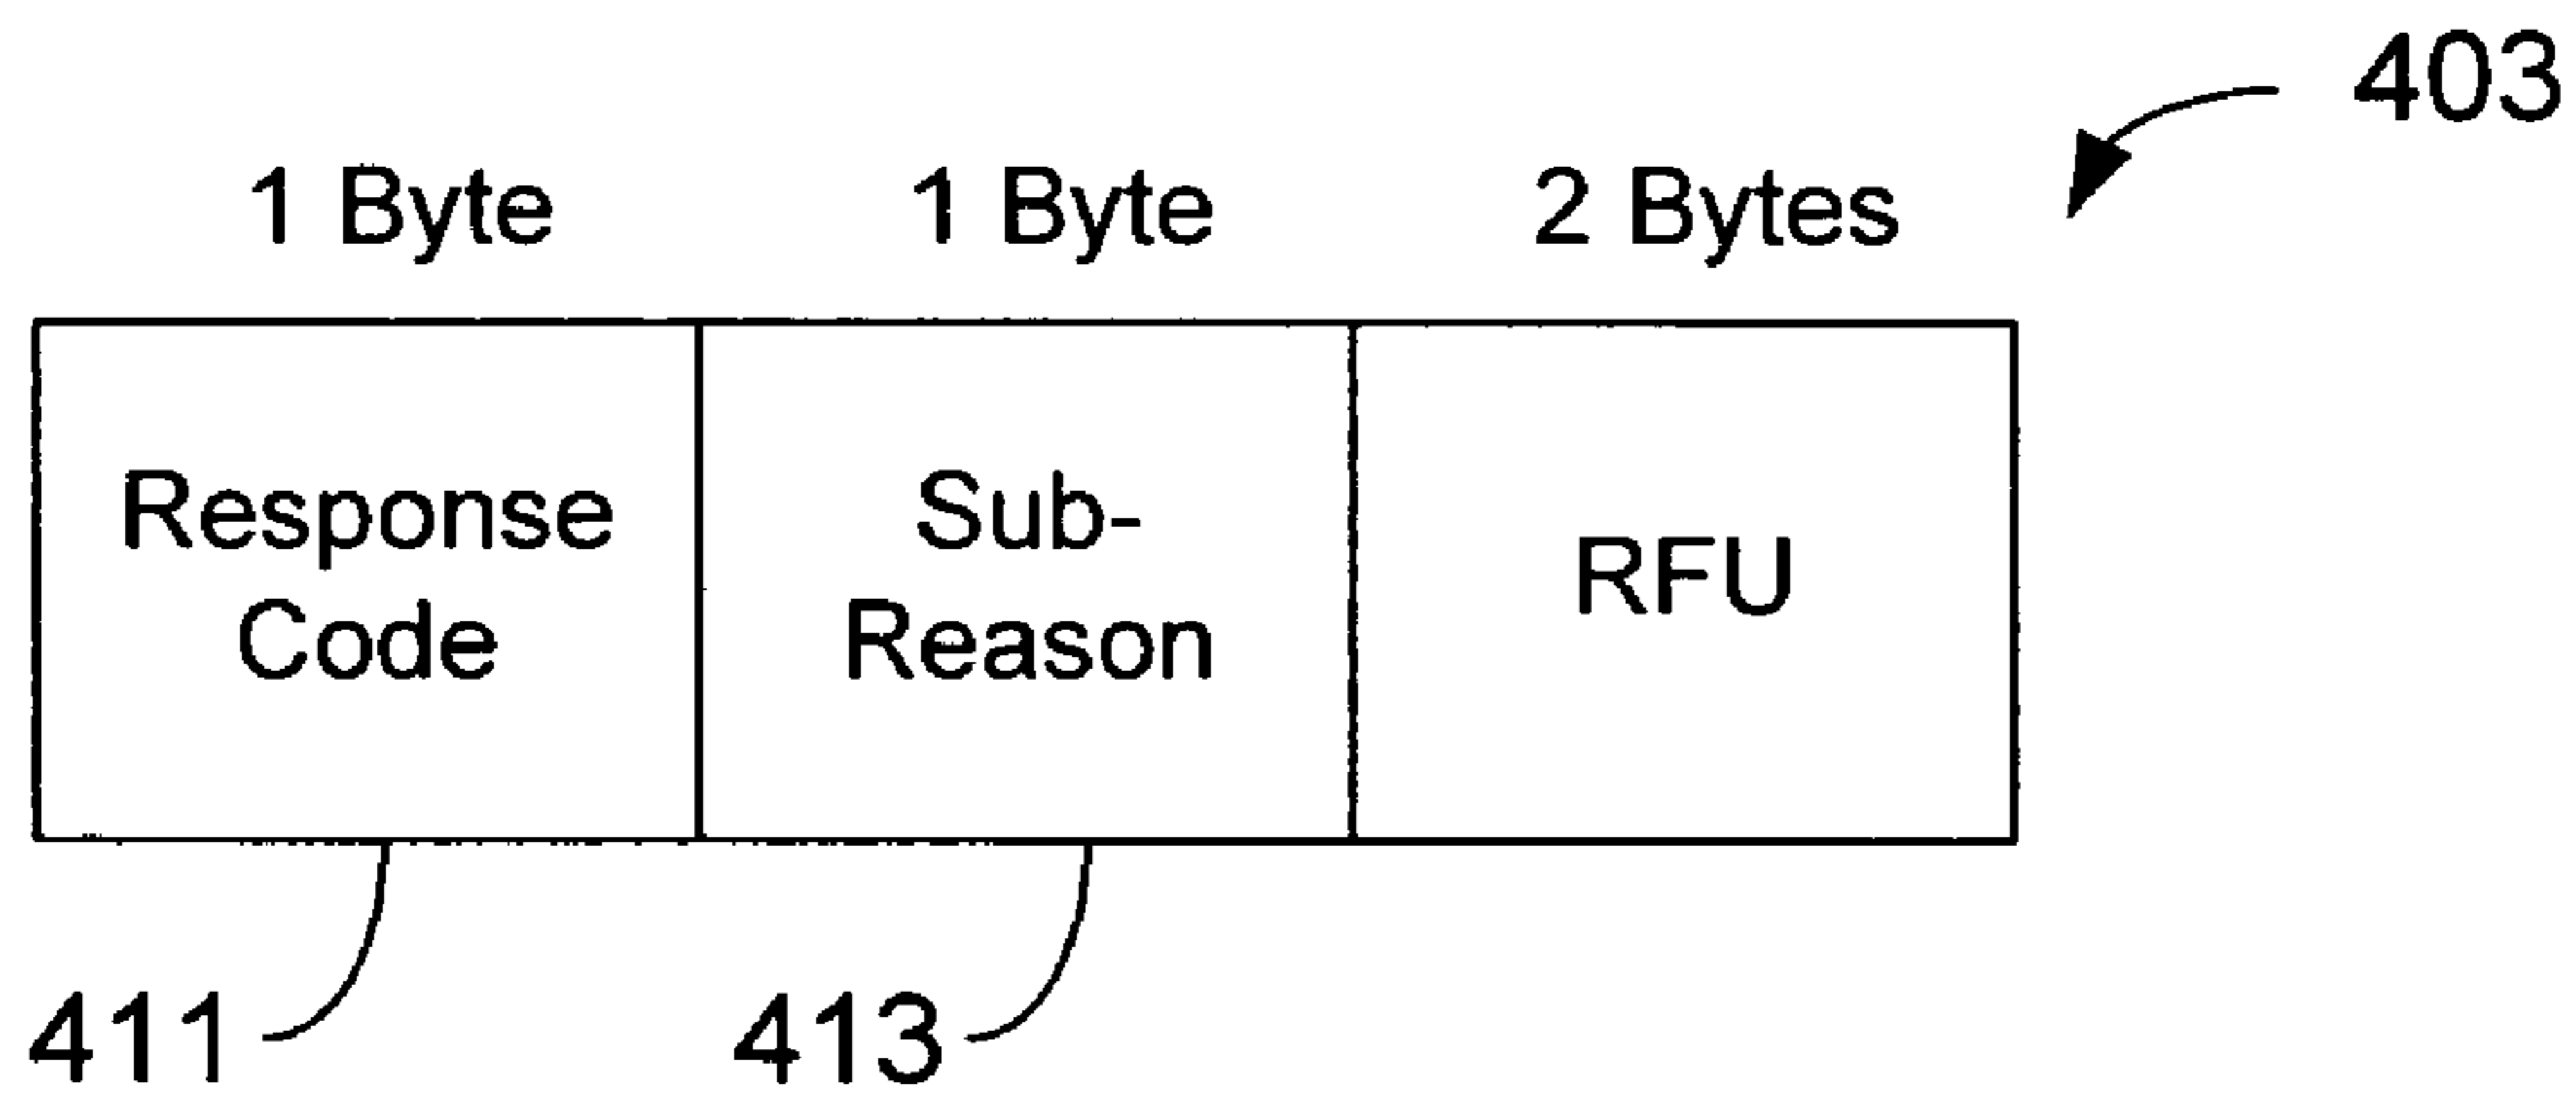 403
1 Byte 1 Byte 2 Bytes
Response
Code
Sub-
Reason
RFU
411 413